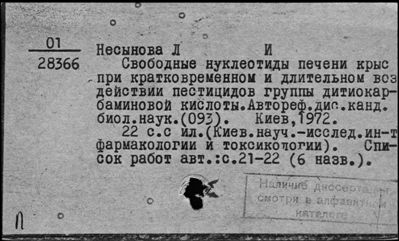 01
28366
Несынова Л И
Свободные нуклеотиды печени крыс
при кратковременном и длительном воз
действии пестицидов группы дитиокар-
баминовой кислоты.Автореф.дис.канд.
биол.наук.(093). Киев,1972.
22 с.с ил.(Киев.науч.-исслед.ин-т
фармакологии и токсикологии). Спи-
сок работ авт.:с.21-22 (6 назв.).
Наличие диссертации
смотри в алфавитном
каталоге
Л